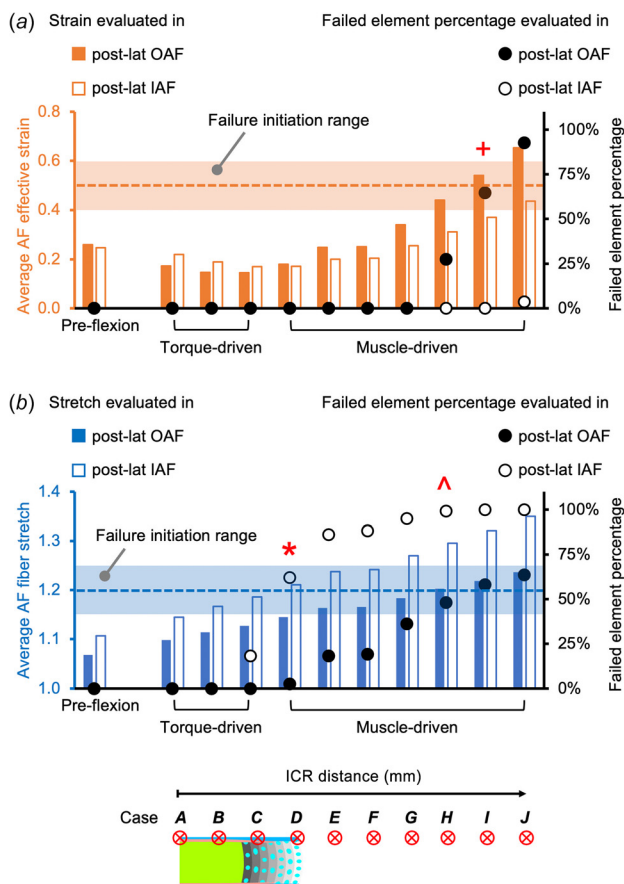 (a) Strain evaluated in Failed element percentage evaluated in
post-lat OAF post-lat OAF
post-lat IAF post-lat IAF
Average AF effective strain
0.8
0.6
0.4
0.2
0.0
Failure initiation range
+
100%
75%
50%
25%
0%
Failed element percentage
Pre-flexion
Torque-driven Muscle-driven
(b) Stretch evaluated in Failed element percentage evaluated in
post-lat OAF post-lat OAF
post-lat IAF post-lat IAF
Average AF fiber stretch
1.4
1.3
1.2
1.1
1.0
Failure initiation range
*
^
100%
75%
50%
25%
0%
Failed element percentage
Pre-flexion
Torque-driven Muscle-driven
ICR distance (mm)
Case A B C D E F G H I J